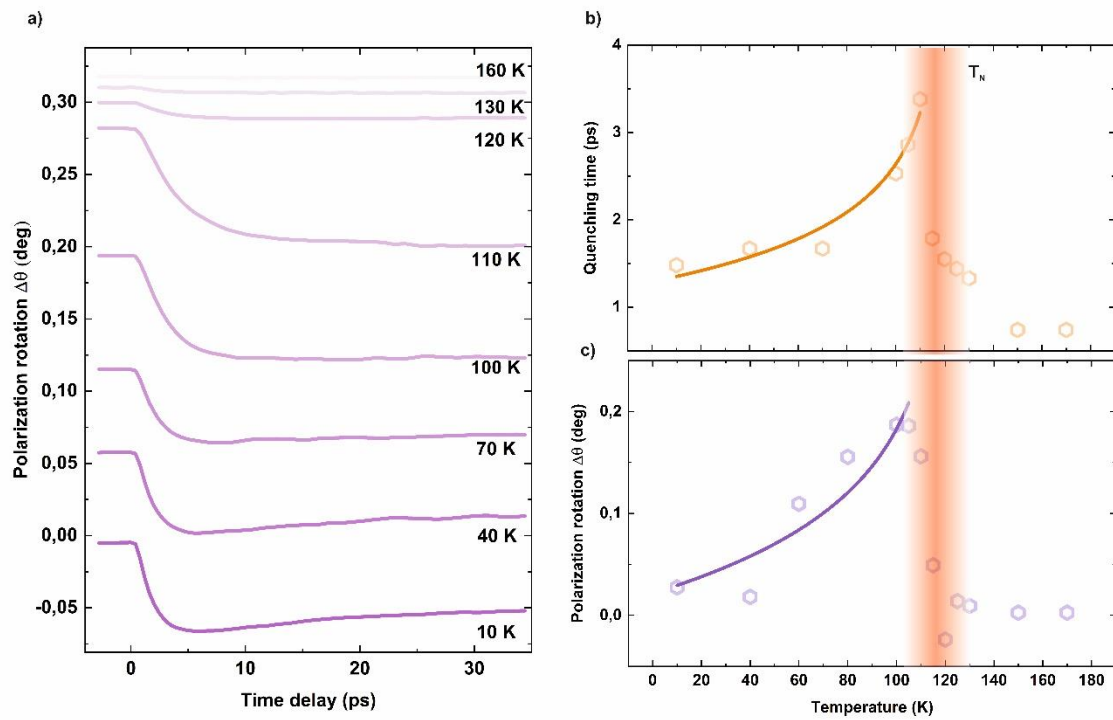 a)
160 K
130 K
120 K
110 K
100 K
70 K
40 K
10 K
0,30
0,25
0,20
0,15
0,10
0,05
0,00
-0,05
Polarization rotation Δθ (deg)
0
10
20
30
Time delay (ps)
b)
T_N
4
3
2
1
Quenching time (ps)
c)
0,2
0,1
0,0
Polarization rotation Δθ (deg)
0
20
40
60
80
100
120
140
160
180
Temperature (K)